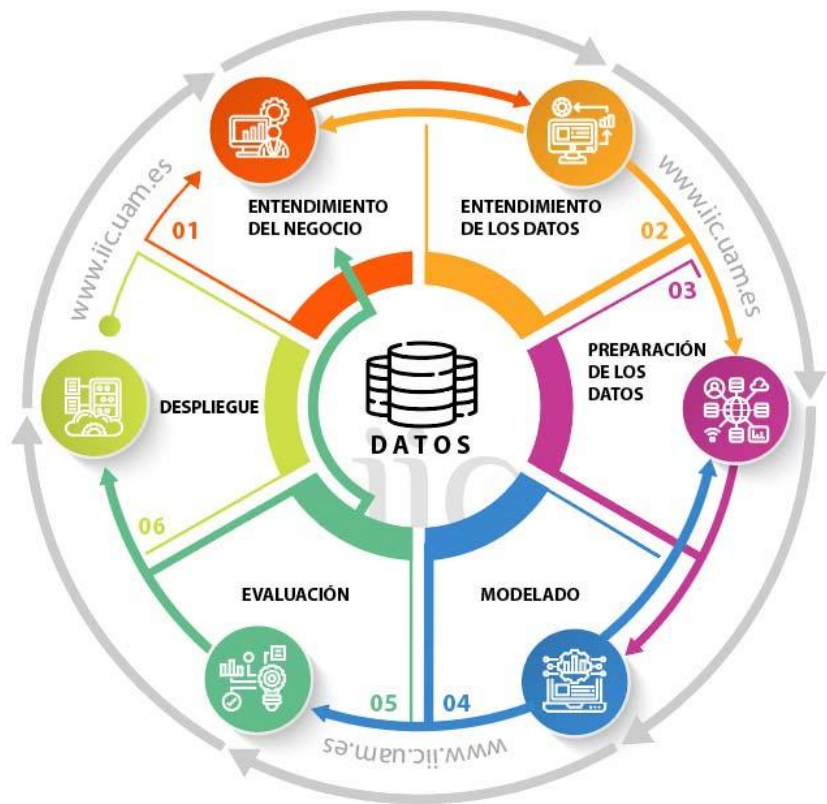 www.iic.uam.es
www.iic.uam.es
01
ENTENDIMIENTO
DEL NEGOCIO
ENTENDIMIENTO
DE LOS DATOS
02
03
PREPARACIÓN
DE LOS
DATOS
DATOS
iic
DESPLIEGUE
06
EVALUACIÓN
MODELADO
05
04
www.iic.uam.es